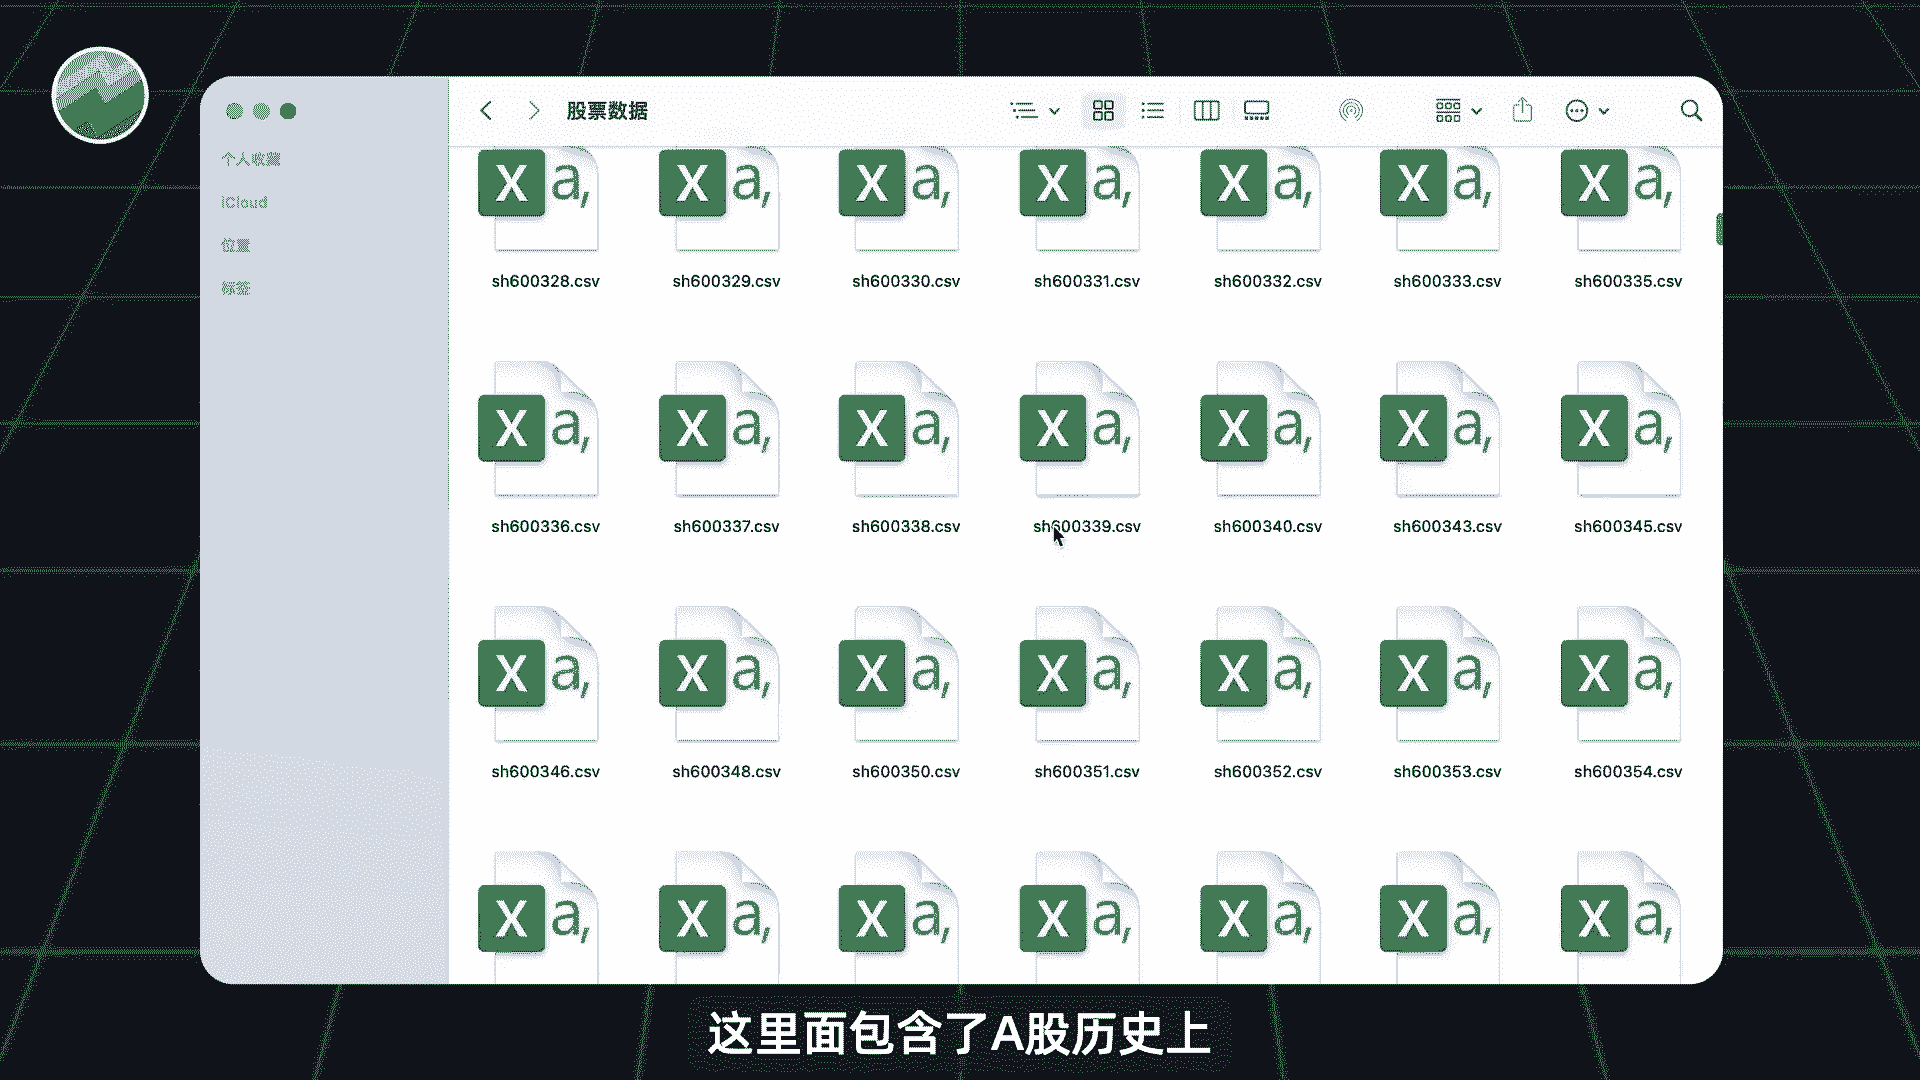 股票数据
个人收藏
iCloud
位置
标签
sh600328.csv sh600329.csv sh600330.csv sh600331.csv sh600332.csv sh600333.csv sh600335.csv
sh600336.csv sh600337.csv sh600338.csv sh600339.csv sh600340.csv sh600343.csv sh600345.csv
sh600346.csv sh600348.csv sh600350.csv sh600351.csv sh600352.csv sh600353.csv sh600354.csv
这里面包含了A股历史上